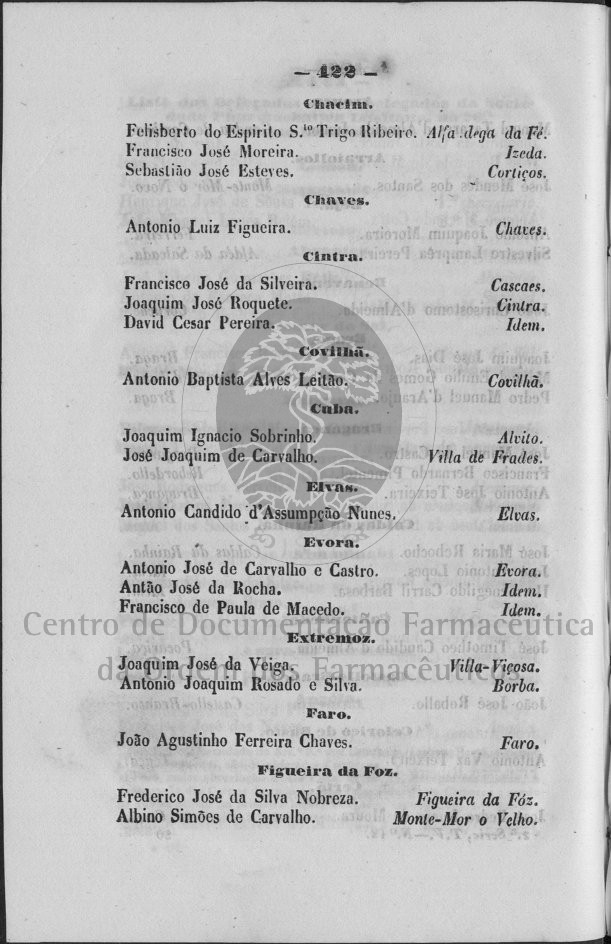 — 422 —
Chacim.
Felisberto do Espirito S.to Trigo Ribeiro. Alfadega da Fé.
Francisco José Moreira. Izeda.
Sebastião José Esteves. Cortiços.
Chaves.
Antonio Luiz Figueira. Chaves.
Cintra.
Francisco José da Silveira. Cascaes.
Joaquim José Roquete. Cintra.
David Cesar Pereira. Idem.
Covilhã.
Antonio Baptista Alves Leitão. Covilhã.
Cuba.
Joaquim Ignacio Sobrinho. Alvito.
José Joaquim de Carvalho. Villa de Frades.
Elvas.
Antonio Candido d'Assumpção Nunes. Elvas.
Evora.
Antonio José de Carvalho e Castro. Evora.
Antão José da Rocha. Idem.
Francisco de Paula de Macedo. Idem.
Centro de Documentação Farmacêutica
Extremoz.
Joaquim José da Veiga. Villa-Viçosa.
da Ordem dos Farmacêuticos
Antonio Joaquim Rosado e Silva. Borba.
Faro.
João Agustinho Ferreira Chaves. Faro.
Figueira da Foz.
Frederico José da Silva Nobreza. Figueira da Fóz.
Albino Simões de Carvalho. Monte-Mor o Velho.